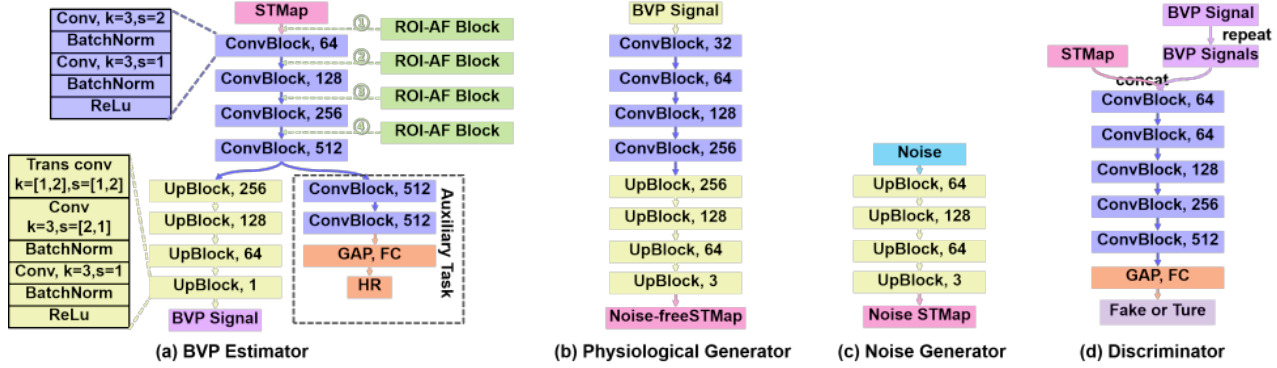 Conv, k=3,s=2
BatchNorm
Conv, k=3,s=1
BatchNorm
ReLu
STMap
①
ROI-AF Block
ConvBlock, 64
②
ROI-AF Block
ConvBlock, 128
③
ROI-AF Block
ConvBlock, 256
④
ROI-AF Block
ConvBlock, 512
Trans conv
k=[1,2],s=[1,2]
Conv
k=3,s=[2,1]
BatchNorm
Conv, k=3,s=1
BatchNorm
ReLu
UpBlock, 256
UpBlock, 128
UpBlock, 64
UpBlock, 1
BVP Signal
ConvBlock, 512
ConvBlock, 512
GAP, FC
HR
Auxiliary Task
(a) BVP Estimator
BVP Signal
ConvBlock, 32
ConvBlock, 64
ConvBlock, 128
ConvBlock, 256
UpBlock, 256
UpBlock, 128
UpBlock, 64
UpBlock, 3
Noise-freeSTMap
(b) Physiological Generator
Noise
UpBlock, 64
UpBlock, 128
UpBlock, 64
UpBlock, 3
Noise STMap
(c) Noise Generator
BVP Signal
repeat
STMap
BVP Signals
concat
ConvBlock, 64
ConvBlock, 64
ConvBlock, 128
ConvBlock, 256
ConvBlock, 512
GAP, FC
Fake or Ture
(d) Discriminator